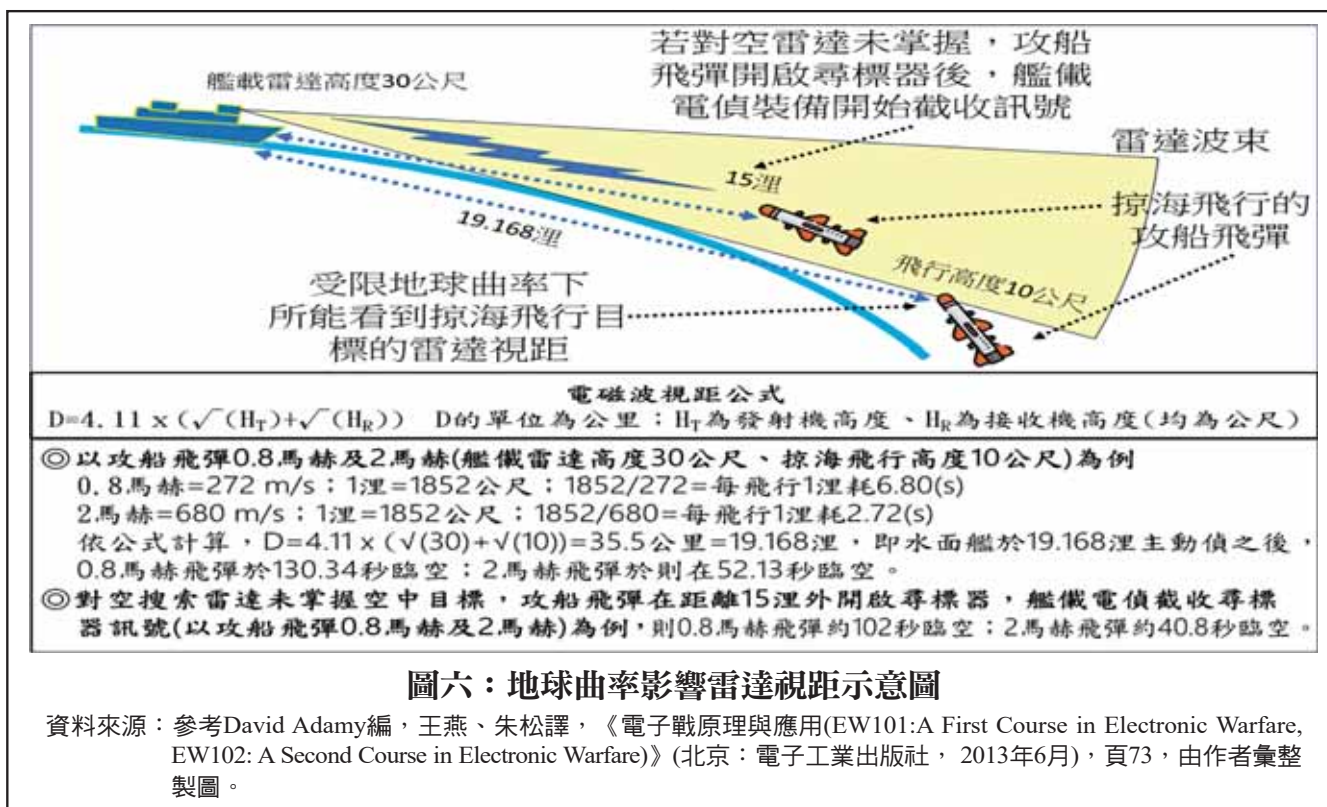 若對空雷達未掌握，攻船
飛彈開啟尋標器後，艦儎
電偵裝備開始截收訊號
艦載雷達高度30公尺
雷達波束
15浬
掠海飛行的
攻船飛彈
19.168浬
飛行高度10公尺
受限地球曲率下
所能看到掠海飛行目
標的雷達視距
電磁波視距公式
D=4.11 x (√(H_T)+√(H_R)) D的單位為公里；H_T為發射機高度、H_R為接收機高度(均為公尺)
◎以攻船飛彈0.8馬赫及2馬赫(艦儎雷達高度30公尺、掠海飛行高度10公尺)為例
0.8馬赫=272 m/s；1浬=1852公尺；1852/272=每飛行1浬耗6.80(s)
2馬赫=680 m/s；1浬=1852公尺；1852/680=每飛行1浬耗2.72(s)
依公式計算，D=4.11 x (√(30)+√(10))=35.5公里=19.168浬，即水面艦於19.168浬主動偵之後，
0.8馬赫飛彈於130.34秒臨空；2馬赫飛彈於則在52.13秒臨空。
◎對空搜索雷達未掌握空中目標，攻船飛彈在距離15浬外開啟尋標器，艦儎電偵截收尋標
器訊號(以攻船飛彈0.8馬赫及2馬赫)為例，則0.8馬赫飛彈約102秒臨空；2馬赫飛彈約40.8秒臨空。
圖六：地球曲率影響雷達視距示意圖
資料來源：參考David Adamy編，王燕、朱松譯，《電子戰原理與應用(EW101:A First Course in Electronic Warfare,
EW102: A Second Course in Electronic Warfare)》(北京：電子工業出版社，2013年6月)，頁73，由作者彙整
製圖。